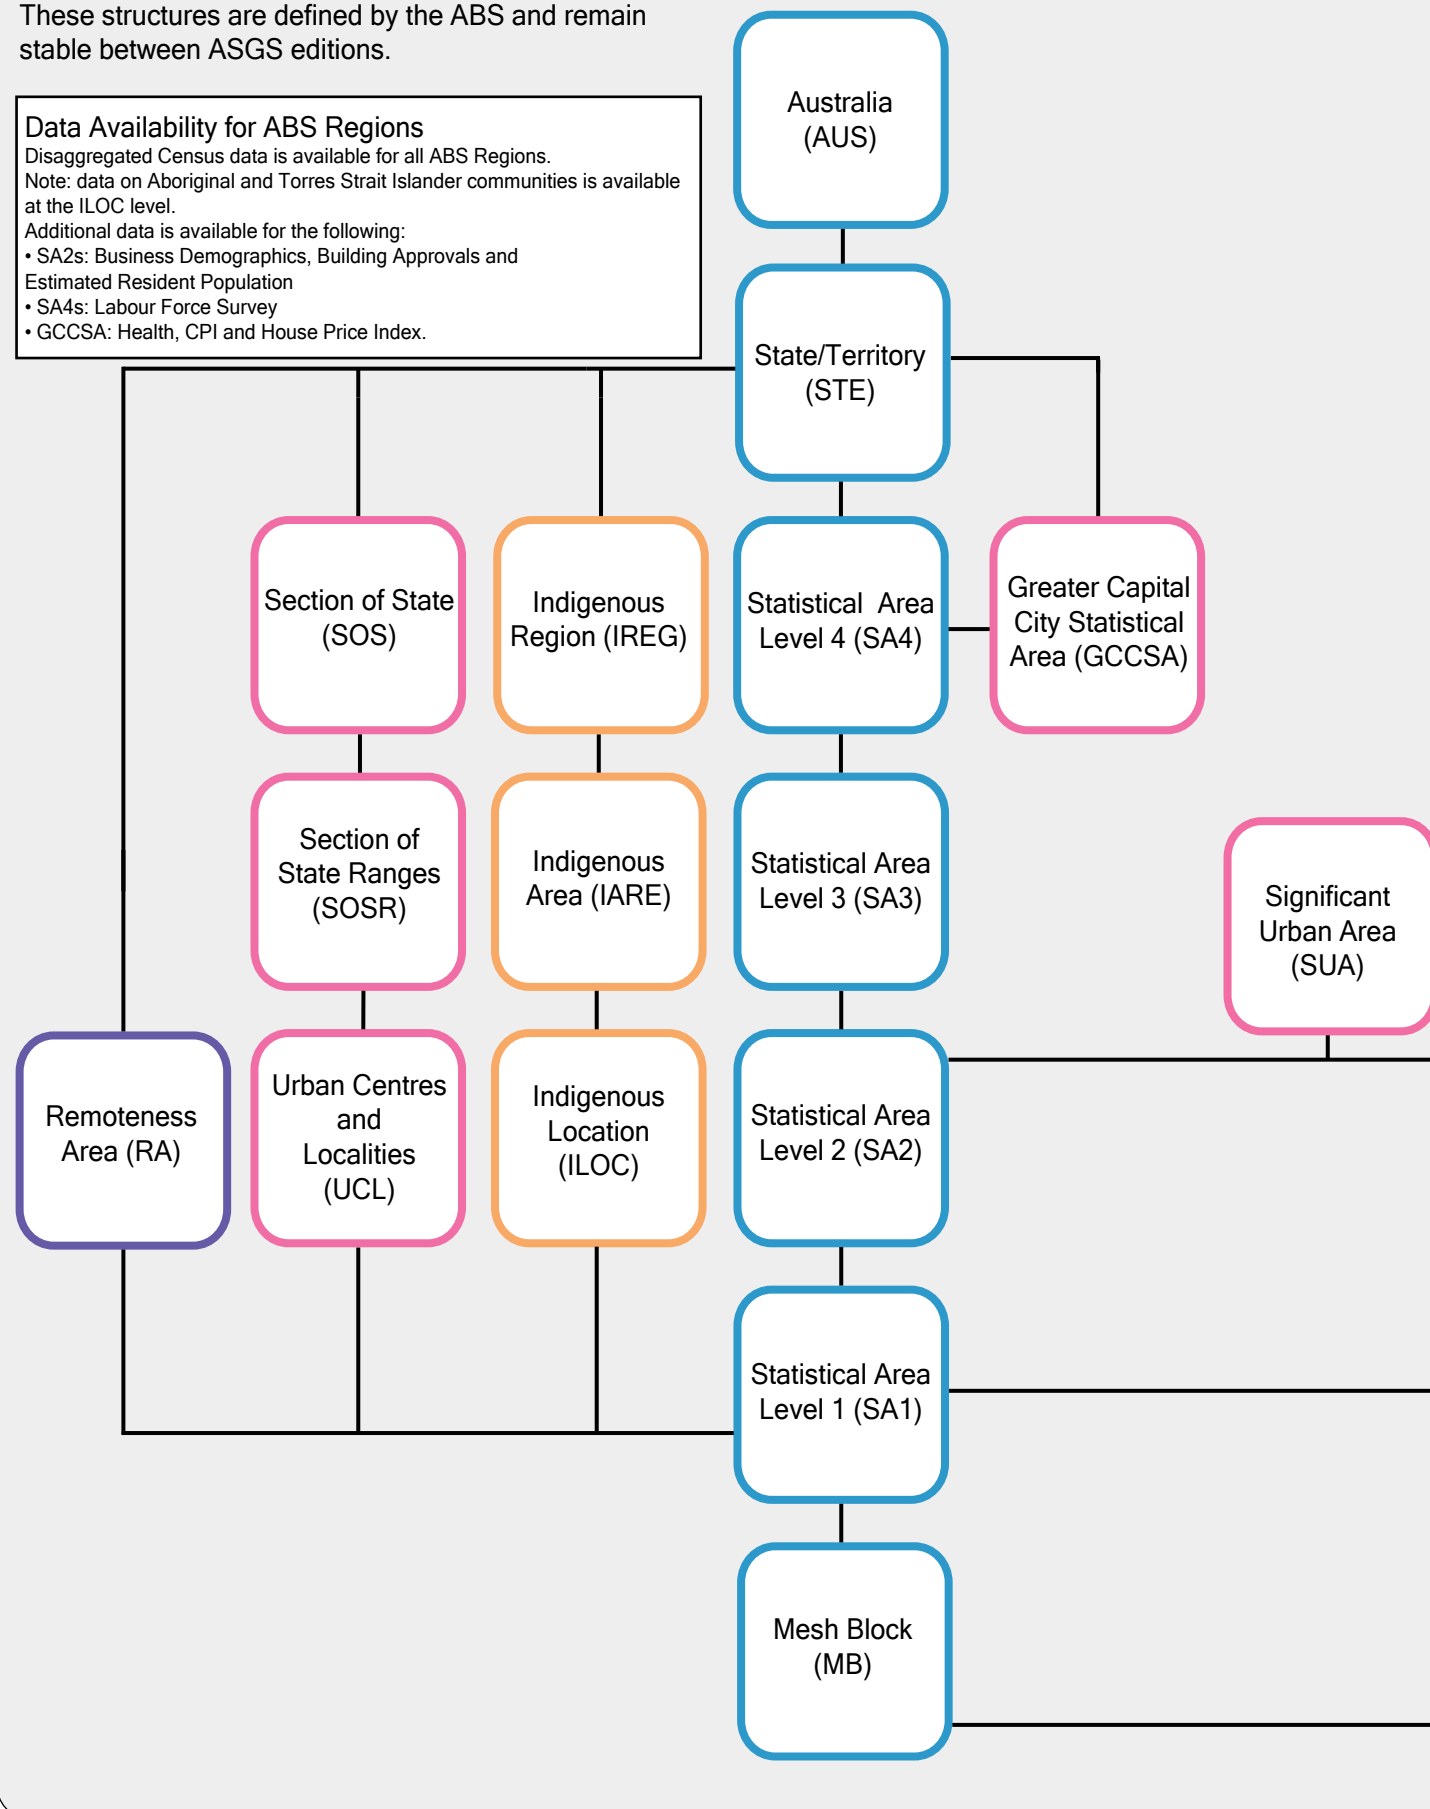 These structures are defined by the ABS and remain
stable between ASGS editions.
Data Availability for ABS Regions
Disaggregated Census data is available for all ABS Regions.
Note: data on Aboriginal and Torres Strait Islander communities is available
at the ILOC level.
Additional data is available for the following:
• SA2s: Business Demographics, Building Approvals and
Estimated Resident Population
• SA4s: Labour Force Survey
• GCCSA: Health, CPI and House Price Index.
Australia
(AUS)
State/Territory
(STE)
Section of State
(SOS)
Indigenous
Region (IREG)
Statistical Area
Level 4 (SA4)
Greater Capital
City Statistical
Area (GCCSA)
Section of
State Ranges
(SOSR)
Indigenous
Area (IARE)
Statistical Area
Level 3 (SA3)
Significant
Urban Area
(SUA)
Remoteness
Area (RA)
Urban Centres
and
Localities
(UCL)
Indigenous
Location
(ILOC)
Statistical Area
Level 2 (SA2)
Statistical Area
Level 1 (SA1)
Mesh Block
(MB)